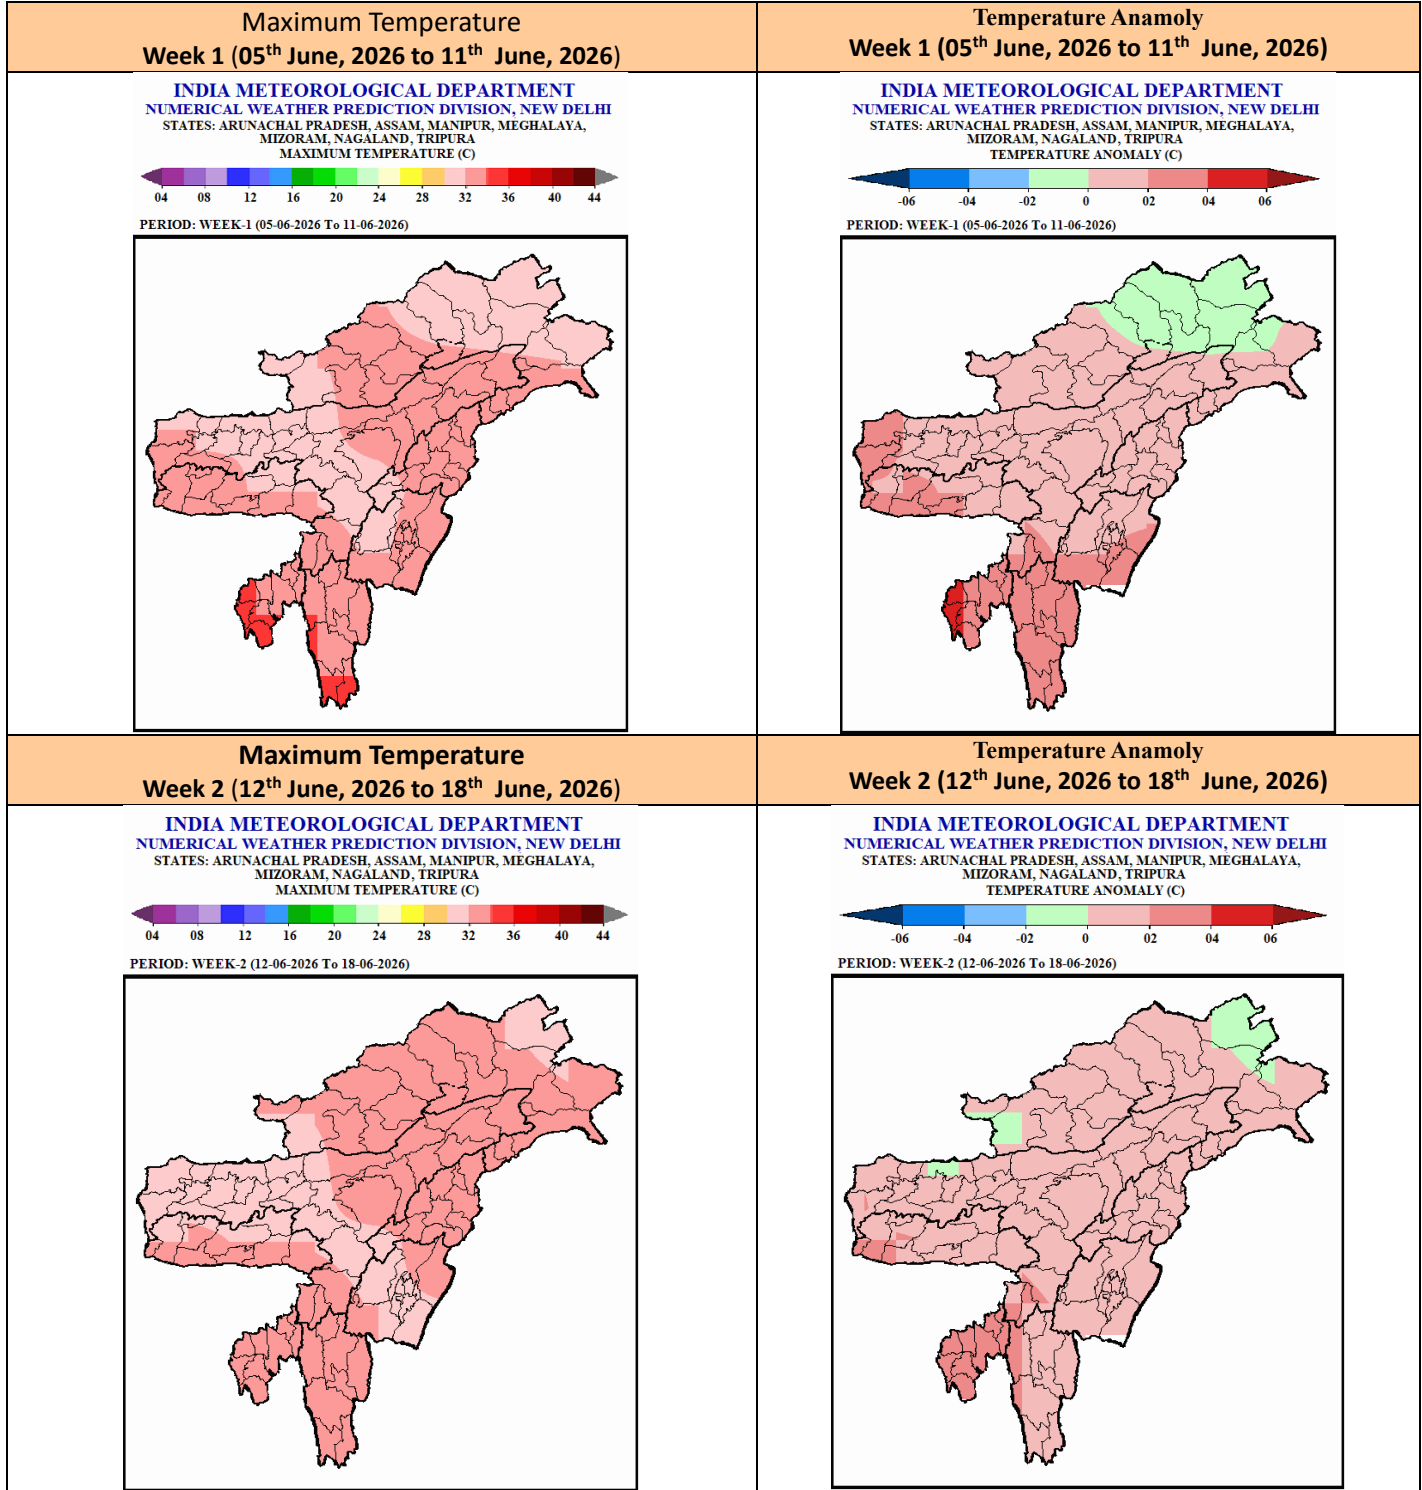 Maximum Temperature
Week 1 (05th June, 2026 to 11th June, 2026)
INDIA METEOROLOGICAL DEPARTMENT
NUMERICAL WEATHER PREDICTION DIVISION, NEW DELHI
STATES: ARUNACHAL PRADESH, ASSAM, MANIPUR, MEGHALAYA,
MIZORAM, NAGALAND, TRIPURA
MAXIMUM TEMPERATURE (C)
04 08 12 16 20 24 28 32 36 40 44
PERIOD: WEEK-1 (05-06-2026 To 11-06-2026)
Temperature Anamoly
Week 1 (05th June, 2026 to 11th June, 2026)
INDIA METEOROLOGICAL DEPARTMENT
NUMERICAL WEATHER PREDICTION DIVISION, NEW DELHI
STATES: ARUNACHAL PRADESH, ASSAM, MANIPUR, MEGHALAYA,
MIZORAM, NAGALAND, TRIPURA
TEMPERATURE ANOMALY (C)
-06 -04 -02 0 02 04 06
PERIOD: WEEK-1 (05-06-2026 To 11-06-2026)
Maximum Temperature
Week 2 (12th June, 2026 to 18th June, 2026)
INDIA METEOROLOGICAL DEPARTMENT
NUMERICAL WEATHER PREDICTION DIVISION, NEW DELHI
STATES: ARUNACHAL PRADESH, ASSAM, MANIPUR, MEGHALAYA,
MIZORAM, NAGALAND, TRIPURA
MAXIMUM TEMPERATURE (C)
04 08 12 16 20 24 28 32 36 40 44
PERIOD: WEEK-2 (12-06-2026 To 18-06-2026)
Temperature Anamoly
Week 2 (12th June, 2026 to 18th June, 2026)
INDIA METEOROLOGICAL DEPARTMENT
NUMERICAL WEATHER PREDICTION DIVISION, NEW DELHI
STATES: ARUNACHAL PRADESH, ASSAM, MANIPUR, MEGHALAYA,
MIZORAM, NAGALAND, TRIPURA
TEMPERATURE ANOMALY (C)
-06 -04 -02 0 02 04 06
PERIOD: WEEK-2 (12-06-2026 To 18-06-2026)